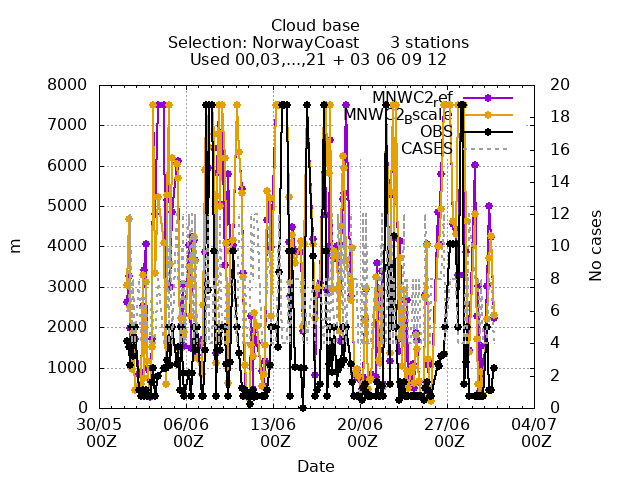 Cloud base
Selection: NorwayCoast 3 stations
Used 00,03,...,21 + 03 06 09 12
8000
7000
6000
5000
4000
3000
2000
1000
0
m
20
18
16
14
12
10
8
6
4
2
0
No cases
MNWC2ref
MNWC2Bscale
OBS
CASES
30/05 06/06 13/06 20/06 27/06 04/07
00Z 00Z 00Z 00Z 00Z 00Z
Date